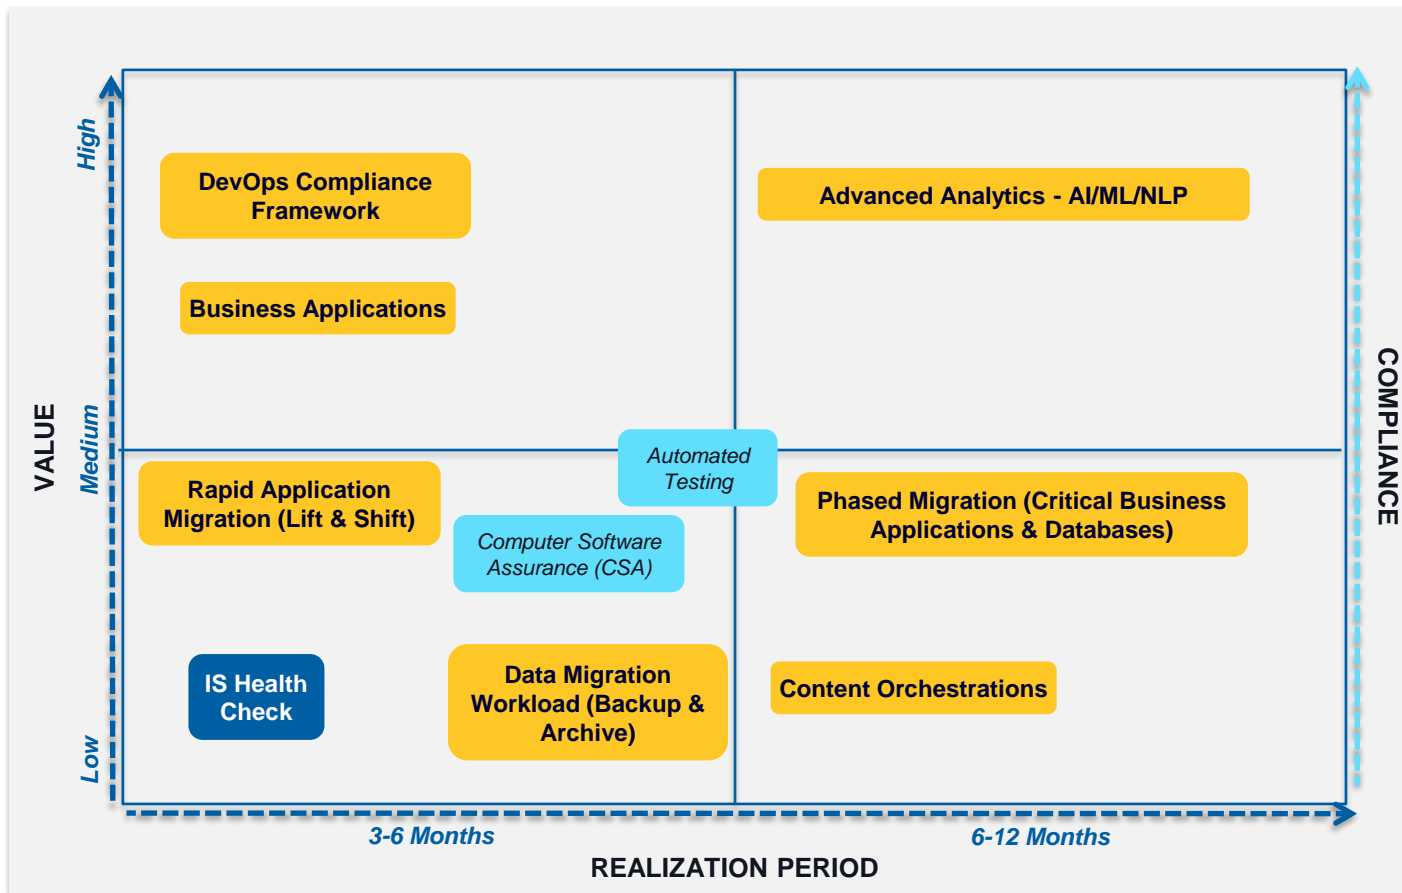 High
DevOps Compliance
Framework
Advanced Analytics - AI/ML/NLP
Business Applications
VALUE
Medium
COMPLIANCE
Automated
Testing
Rapid Application
Migration (Lift & Shift)
Phased Migration (Critical Business
Applications & Databases)
Computer Software
Assurance (CSA)
IS Health
Check
Data Migration
Workload (Backup &
Archive)
Content Orchestrations
Low
3-6 Months
6-12 Months
REALIZATION PERIOD